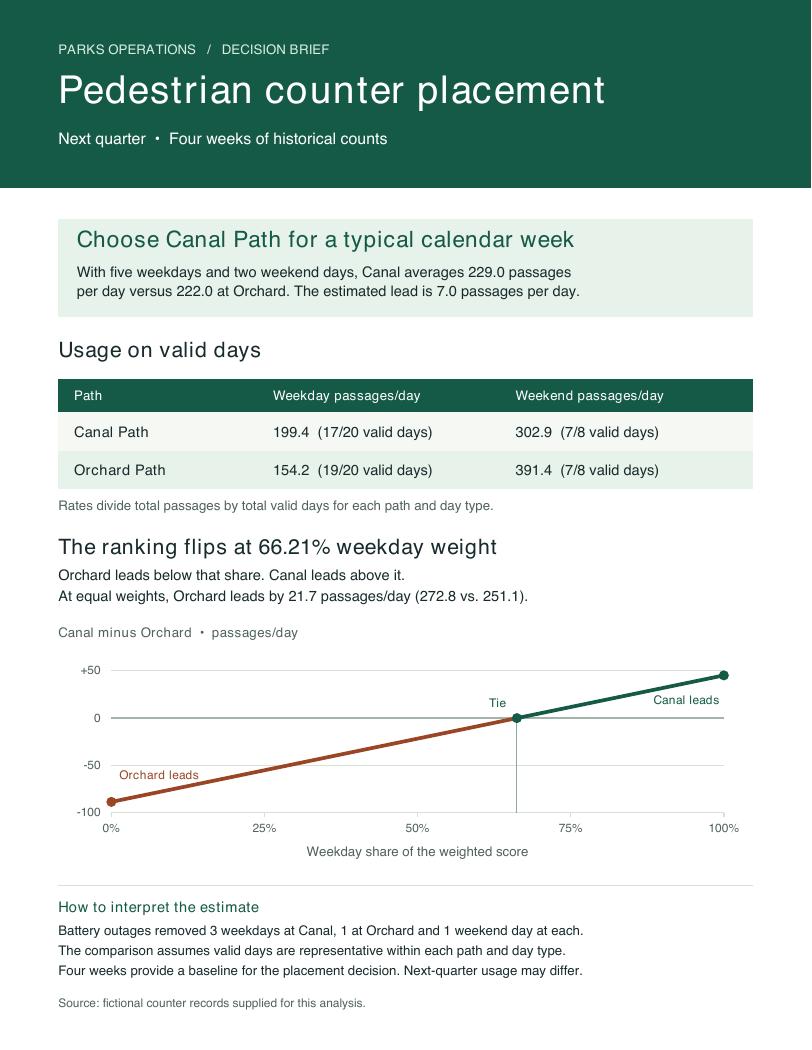 PARKS OPERATIONS / DECISION BRIEF
Pedestrian counter placement
Next quarter • Four weeks of historical counts
Choose Canal Path for a typical calendar week
With five weekdays and two weekend days, Canal averages 229.0 passages
per day versus 222.0 at Orchard. The estimated lead is 7.0 passages per day.
Usage on valid days
Path Weekday passages/day Weekend passages/day
Canal Path 199.4 (17/20 valid days) 302.9 (7/8 valid days)
Orchard Path 154.2 (19/20 valid days) 391.4 (7/8 valid days)
Rates divide total passages by total valid days for each path and day type.
The ranking flips at 66.21% weekday weight
Orchard leads below that share. Canal leads above it.
At equal weights, Orchard leads by 21.7 passages/day (272.8 vs. 251.1).
Canal minus Orchard • passages/day
+50
Tie
Canal leads
0
-50
Orchard leads
-100
0% 25% 50% 75% 100%
Weekday share of the weighted score
How to interpret the estimate
Battery outages removed 3 weekdays at Canal, 1 at Orchard and 1 weekend day at each.
The comparison assumes valid days are representative within each path and day type.
Four weeks provide a baseline for the placement decision. Next-quarter usage may differ.
Source: fictional counter records supplied for this analysis.